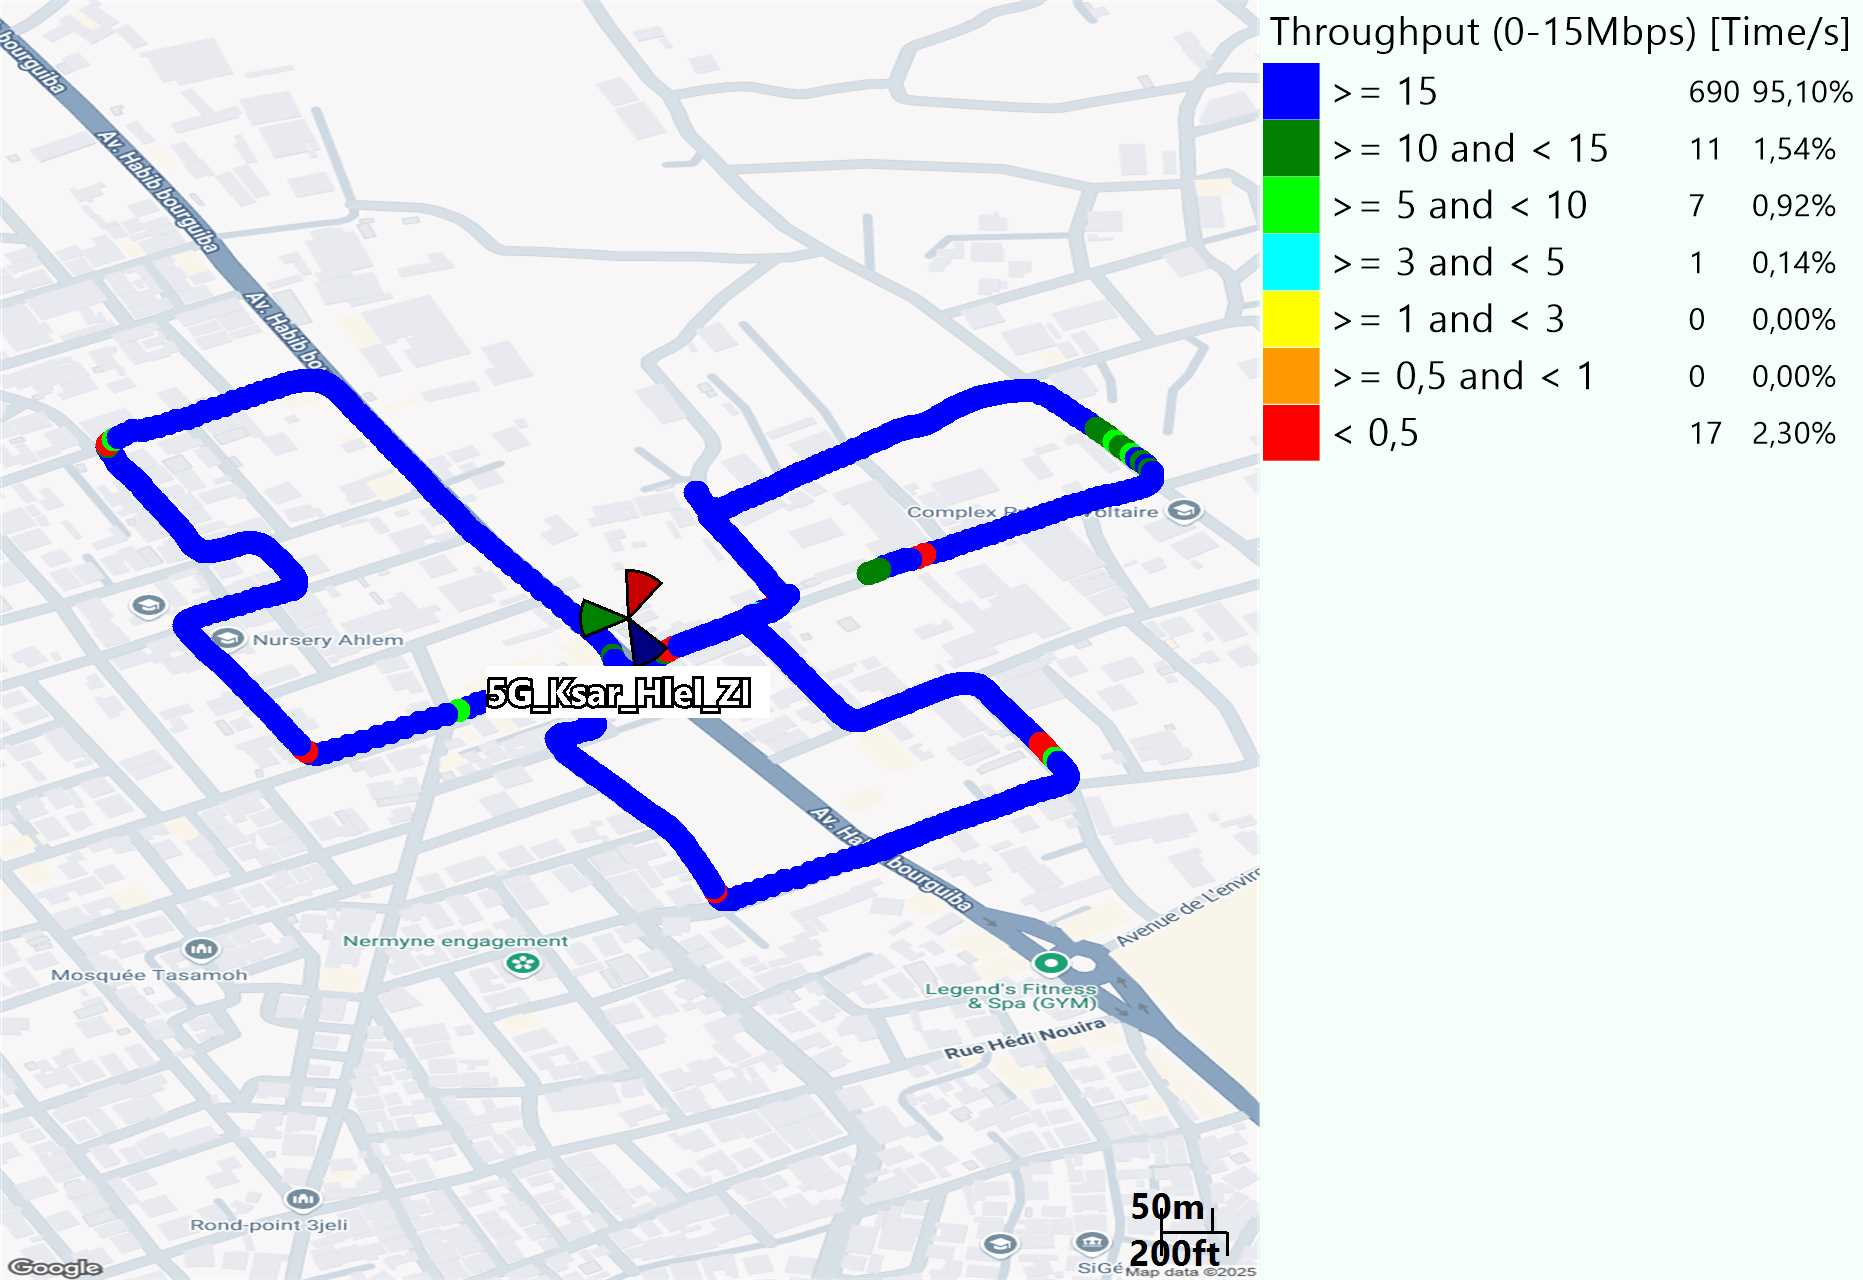 Throughput (0-15Mbps) [Time/s]
>= 15 690 95,10%
>= 10 and < 15 11 1,54%
>= 5 and < 10 7 0,92%
>= 3 and < 5 1 0,14%
>= 1 and < 3 0 0,00%
>= 0,5 and < 1 0 0,00%
< 0,5 17 2,30%
bourguiba
Av. Habib bourguiba
Av. Habib bo
Complex
oltaire
Nursery Ahlem
5G_Ksar_Hlel_ZI
Av. Ha
bourguiba
Avenue de L'enviro
Nermyne engagement
Mosquée Tasamoh
Legend's Fitness
& Spa (GYM)
Rue Hédi Nouira
Rond-point 3jeli
50m
200ft
SiGé
Google
Map data ©2025